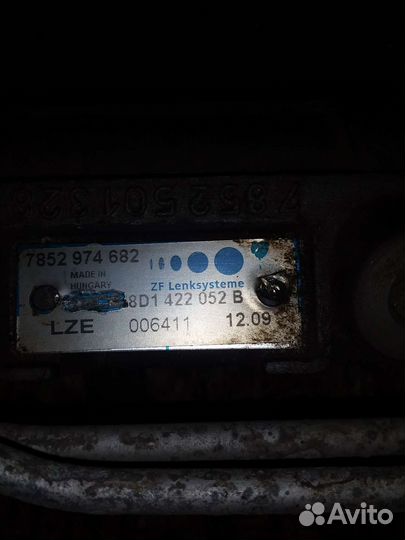 7852501328
7852 974 682
MADE IN
HUNGARY
ZF Lenksysteme
8D1 422 052 B
LZE 006411 12.09
Avito